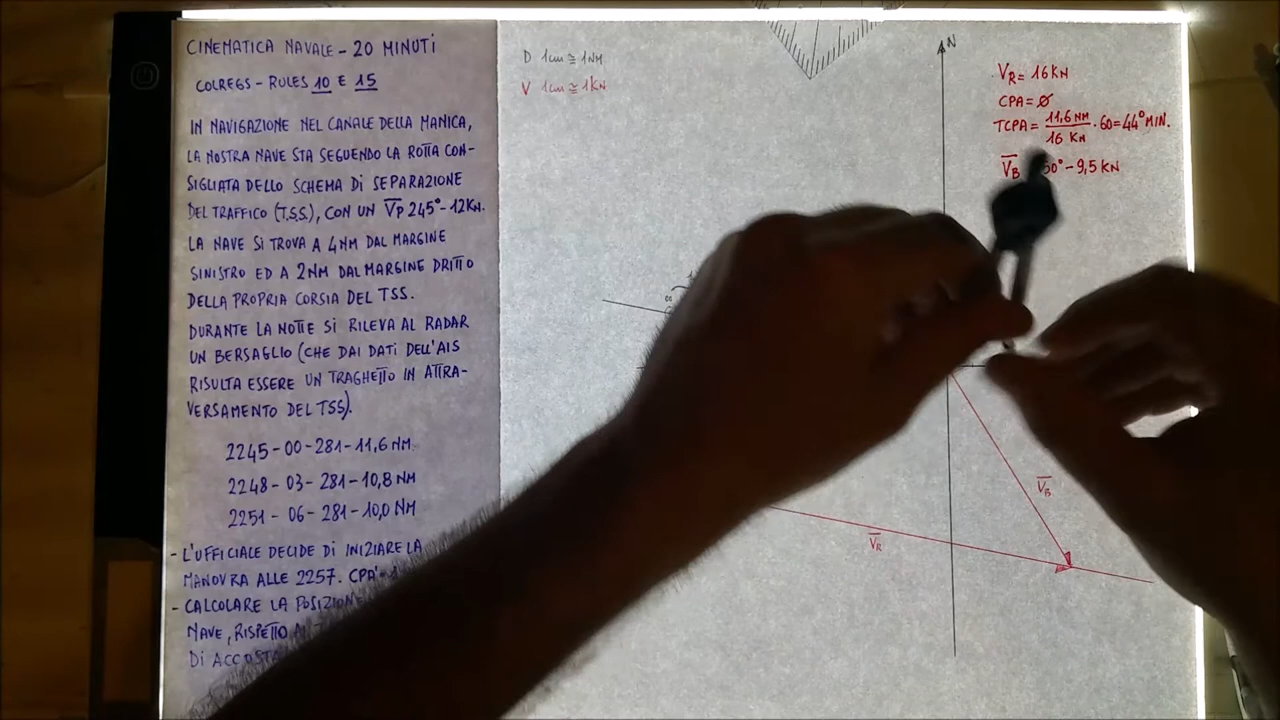 CINEMATICA NAVALE - 20 MINUTI
COLREGS - RULES 10 E 15
IN NAVIGAZIONE NEL CANALE DELLA MANICA,
LA NOSTRA NAVE STA SEGUENDO LA ROTTA CON-
SIGLIATA DELLO SCHEMA DI SEPARAZIONE
DEL TRAFFICO (T.S.S.), CON UN VP 245° - 12KN.
LA NAVE SI TROVA A 4NM DAL MARGINE
SINISTRO ED A 2NM DAL MARGINE DRITTO
DELLA PROPRIA CORSIA DEL TSS.
DURANTE LA NOTTE SI RILEVA AL RADAR
UN BERSAGLIO (CHE DAI DATI DELL'AIS
RISULTA ESSERE UN TRAGHETTO IN ATTRA-
VERSAMENTO DEL TSS).
2245-00-281-11,6 NM
2248-03-281-10,8 NM
2251-06-281-10,0 NM
- L'UFFICIALE DECIDE DI INIZIARE LA
MANOVRA ALLE 2257. CPA'
- CALCOLARE LA POSIZIONE
NAVE, RISPETTO
DI ACCOSTA
D 1cm ≅ 1NM
V 1cm ≅ 1KN
N
VR = 16KN
CPA = Ø
TCPA = 11,6 NM / 16 KN · 60 = 44° MIN.
VB 50° - 9,5 KN
VB
VR